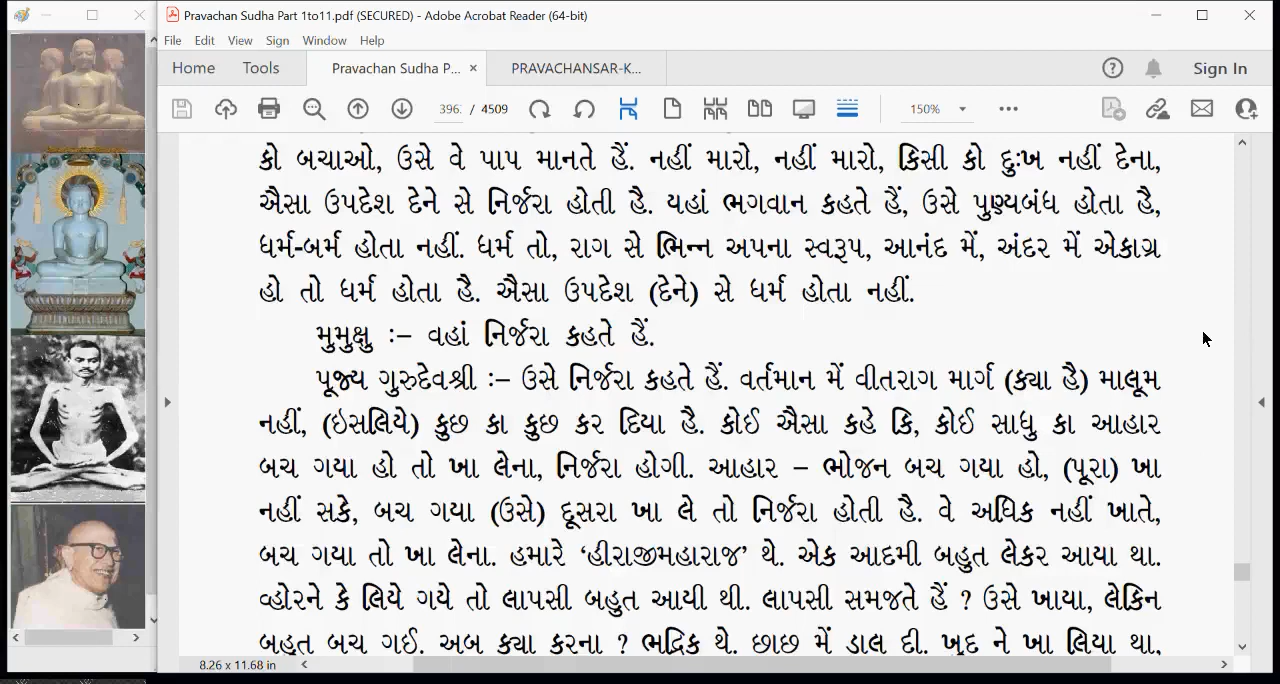 Pravachan Sudha Part 1to11.pdf (SECURED) - Adobe Acrobat Reader (64-bit)
File Edit View Sign Window Help
Home Tools Pravachan Sudha P... × PRAVACHANSAR-K... Sign In
396 / 4509 150%
કો બચાઓ, ઉસે વે પાપ માનતે હૈં. નહીં મારો, નહીં મારો, કિસી કો દુઃખ નહીં દેના,
ઐસા ઉપદેશ દેને સે નિર્જરા હોતી હૈ. યહાં ભગવાન કહતે હૈં, ઉસે પુણ્યબંધ હોતા હૈ,
ધર્મ-બર્મ હોતા નહીં. ધર્મ તો, રાગ સે ભિન્ન અપના સ્વરૂપ, આનંદ મેં, અંદર મેં એકાગ્ર
હો તો ધર્મ હોતા હૈ. ઐસા ઉપદેશ (દેને) સે ધર્મ હોતા નહીં.
મુમુક્ષુ :– વહાં નિર્જરા કહતે હૈં.
પૂજ્ય ગુરુદેવશ્રી :– ઉસે નિર્જરા કહતે હૈં. વર્તમાન મેં વીતરાગ માર્ગ (ક્યા હૈ) માલૂમ
નહીં, (ઇસલિયે) કુછ કા કુછ કર દિયા હૈ. કોઈ ઐસા કહે કિ, કોઈ સાધુ કા આહાર
બચ ગયા હો તો ખા લેના, નિર્જરા હોગી. આહાર – ભોજન બચ ગયા હો, (પૂરા) ખા
નહીં સકે, બચ ગયા (ઉસે) દૂસરા ખા લે તો નિર્જરા હોતી હૈ. વે અધિક નહીં ખાતે,
બચ ગયા તો ખા લેના. હમારે ‘હીરાજીમહારાજ’ થે. એક આદમી બહુત લેકર આયા થા.
વ્હોરને કે લિયે ગયે તો લાપસી બહુત આયી થી. લાપસી સમજતે હૈં ? ઉસે ખાયા, લેકિન
બહુત બચ ગઈ. અબ ક્યા કરના ? ભદ્રિક થે. છાછ મેં ડાલ દી. ખુદ ને ખા લિયા થા,
8.26 x 11.68 in